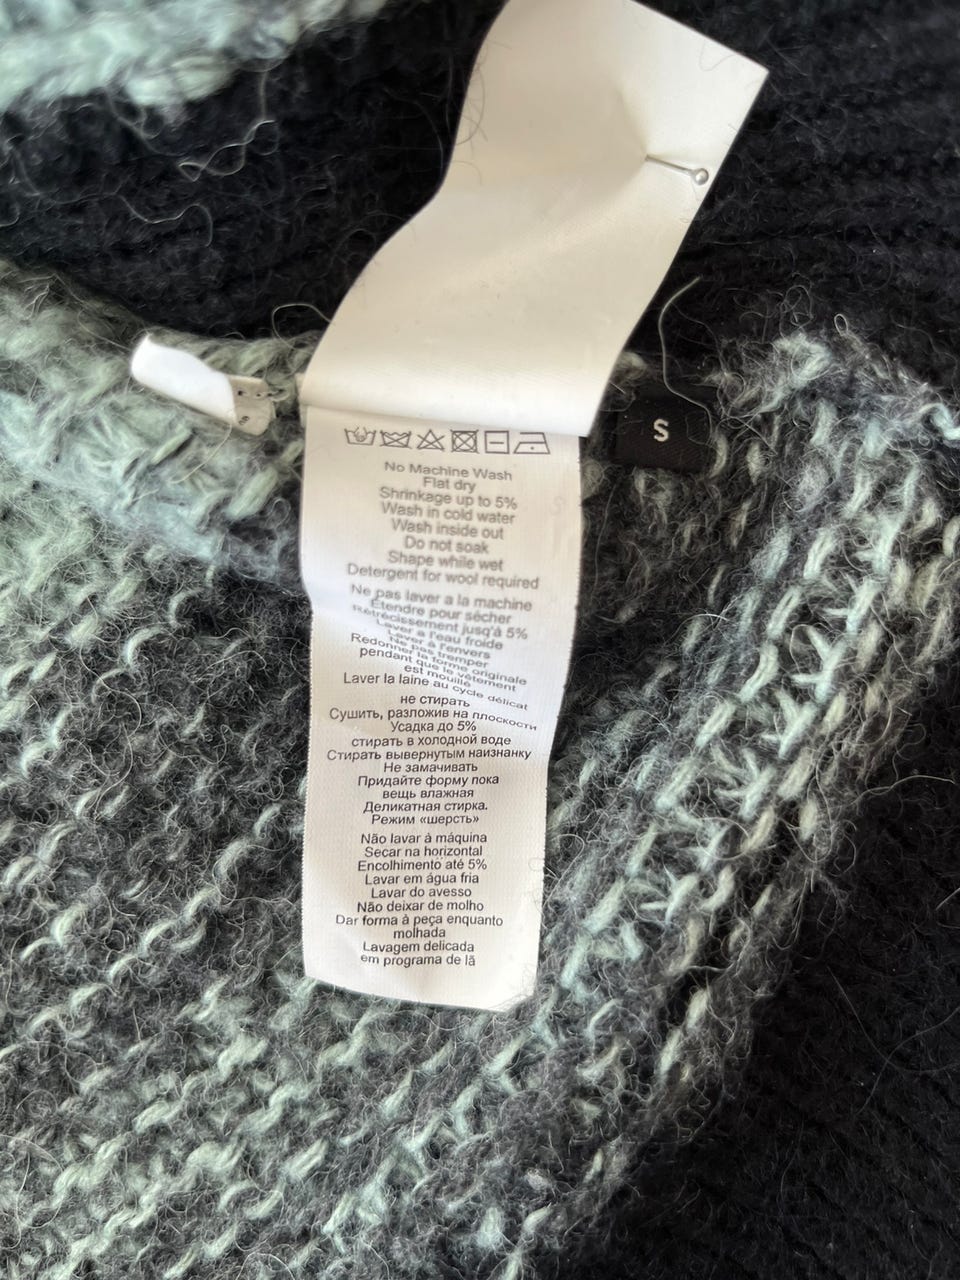 S
No Machine Wash
Flat dry
Shrinkage up to 5%
Wash in cold water
Wash inside out
Do not soak
Shape while wet
Detergent for wool required
Ne pas laver a la machine
Étendre pour sécher
Rétrécissement jusqu'à 5%
Laver a l'eau froide
Laver à l'envers
Ne pas tremper
Redonner la forme originale
pendant que le vêtement
est mouillé
Laver la laine au cycle délicat
не стирать
Сушить, разложив на плоскости
Усадка до 5%
стирать в холодной воде
Стирать вывернутым наизнанку
Не замачивать
Придайте форму пока
вещь влажная
Деликатная стирка.
Режим «шерсть»
Não lavar à máquina
Secar na horizontal
Encolhimento até 5%
Lavar em água fria
Lavar do avesso
Não deixar de molho
Dar forma à peça enquanto
molhada
Lavagem delicada
em programa de lã